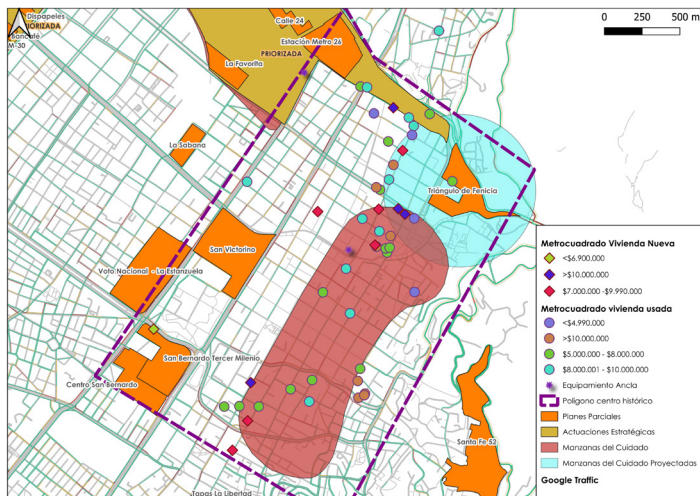 Dispapeles
Bancafé
M-30
Calle 24
Estación Metro 26
PRIORIZADA
La Favorita
0 250 500 m
La Sabana
Triángulo de Fenicia
San Victorino
Voto Nacional - La Estanzuela
San Bernardo Tercer Milenio
Centro San Bernardo
Santa Fe 52
Tapas La Libertad
Metrocuadrado Vivienda Nueva
<$6.900.000
>$10.000.000
$7.000.000 -$9.990.000
Metrocuadrado vivienda usada
<$4.990.000
>$10.000.000
$5.000.000 - $8.000.000
$8.000.001 - $10.000.000
Equipamiento Ancla
Polígono centro histórico
Planes Parciales
Actuaciones Estratégicas
Manzanas del Cuidado
Manzanas del Cuidado Proyectadas
Google Traffic